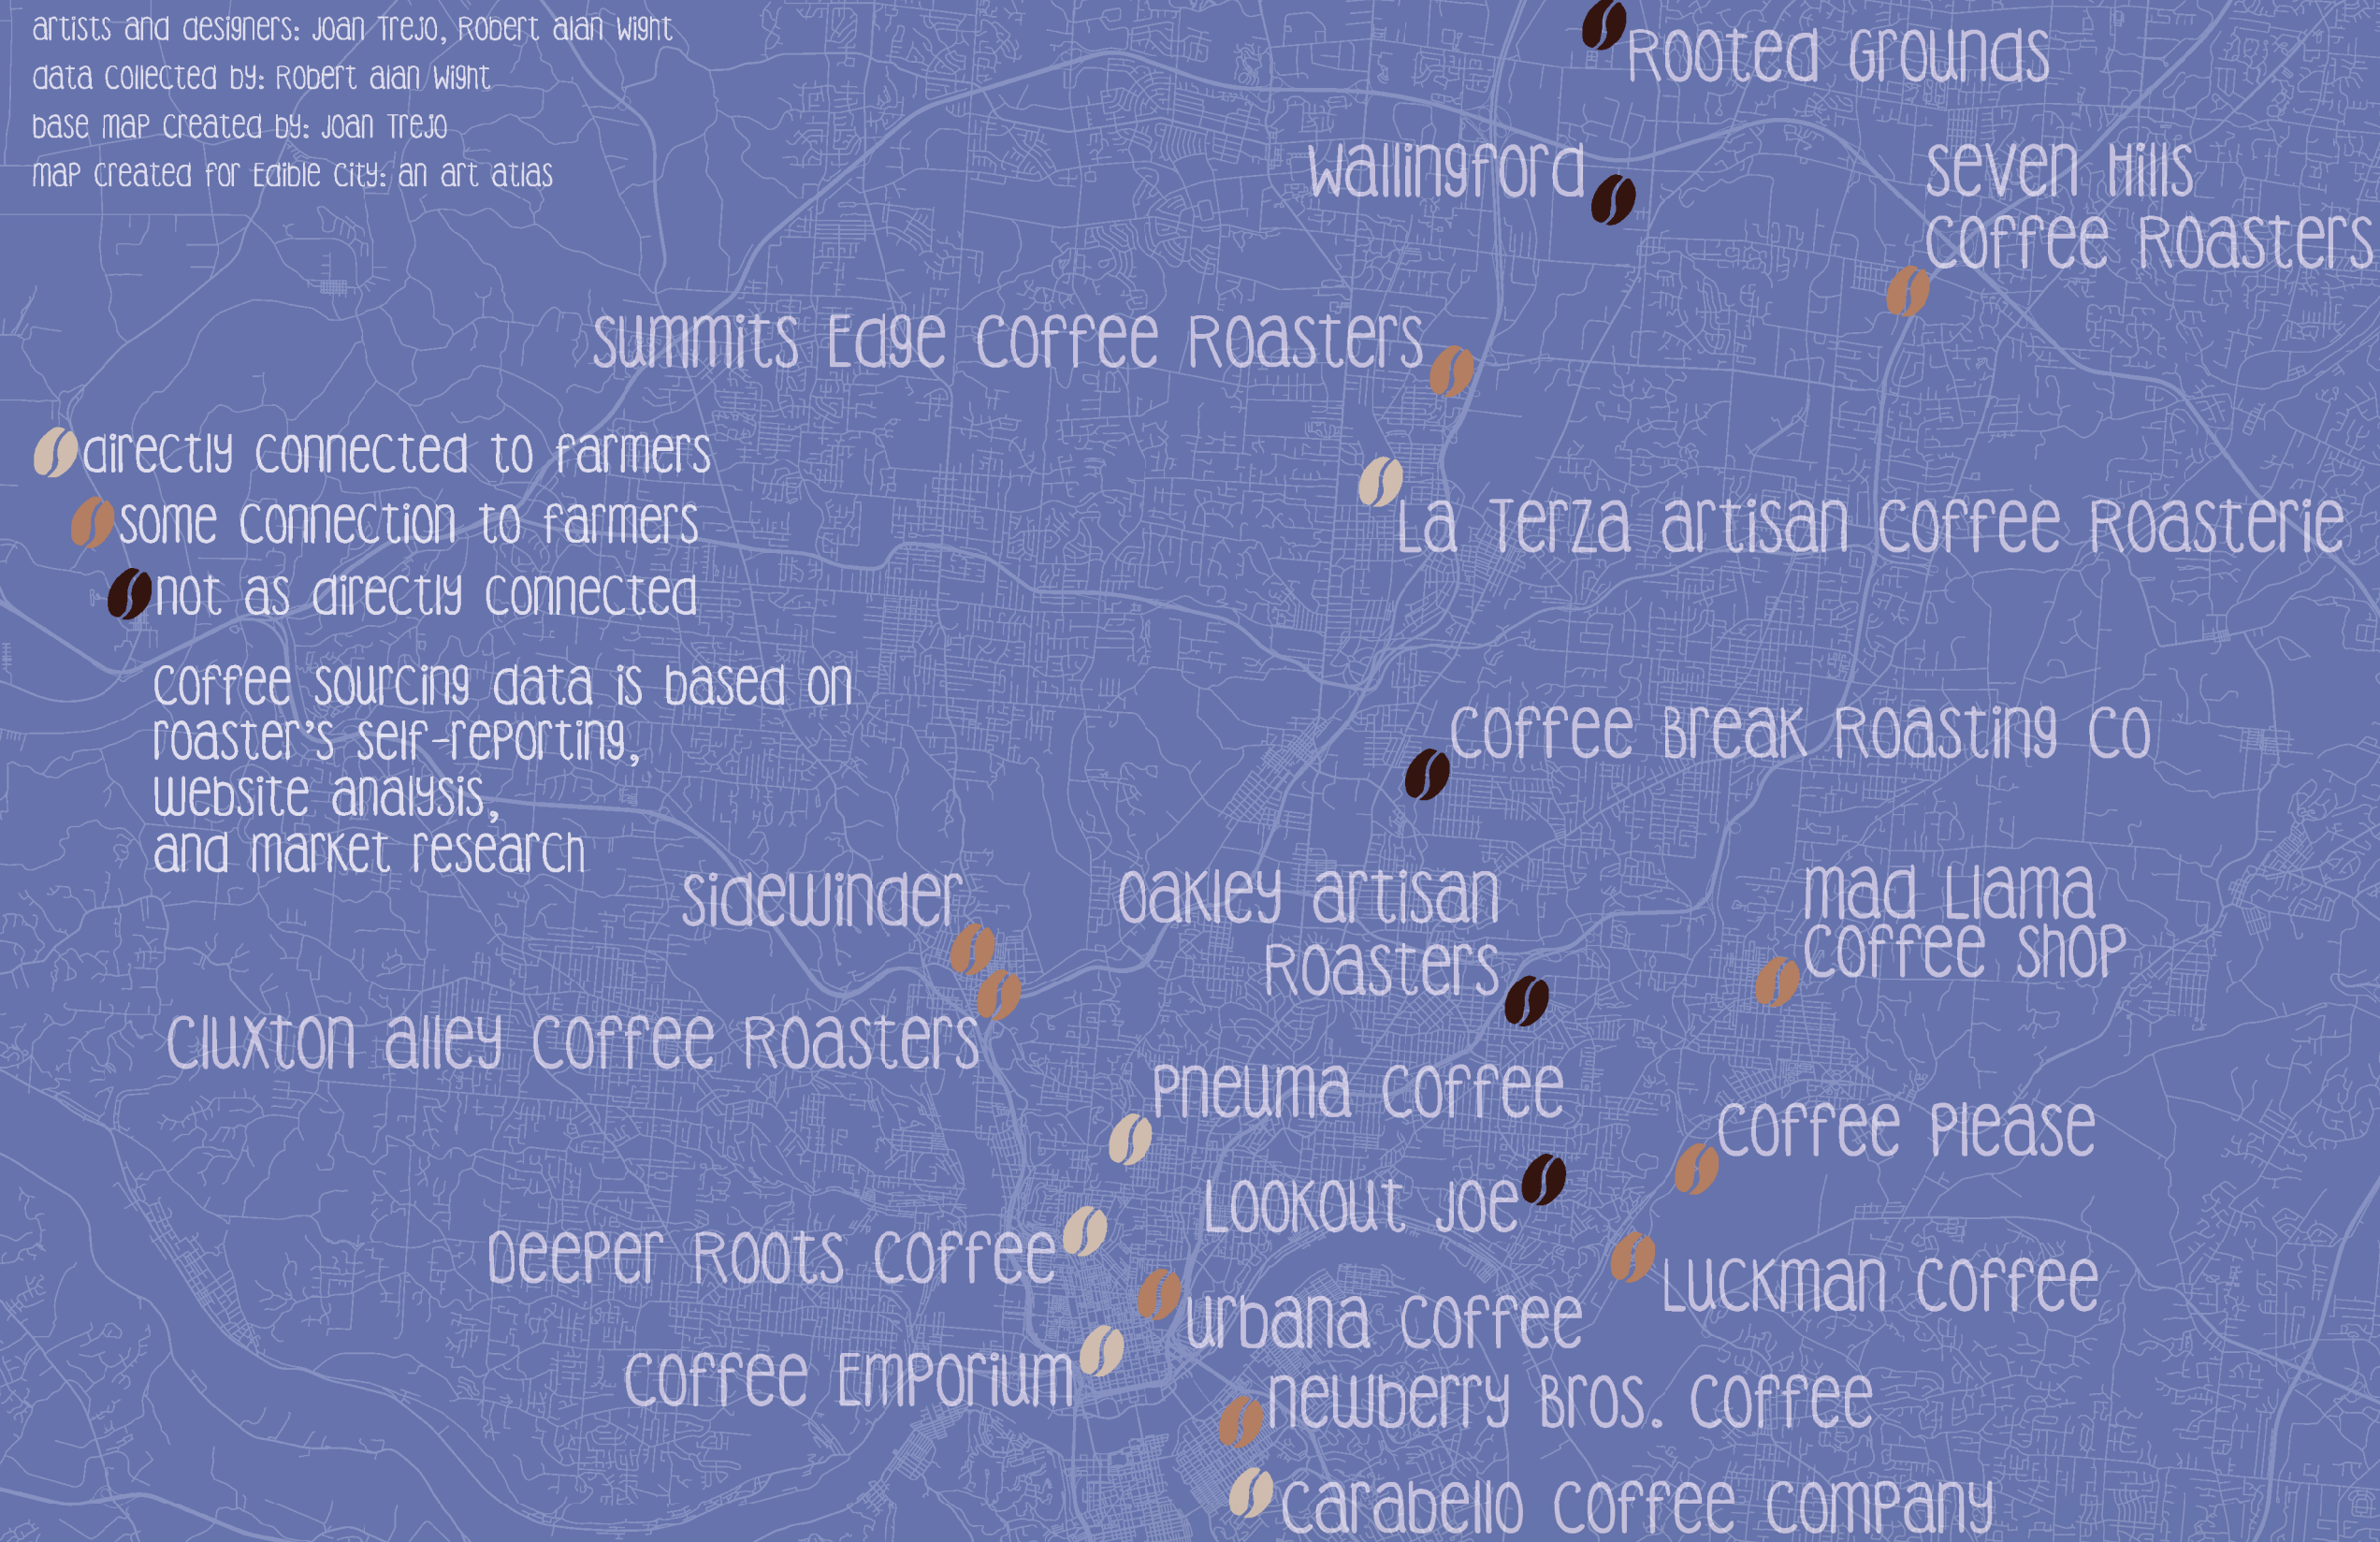 artists and designers: Joan Trejo, Robert Alan Wight
data collected by: Robert Alan Wight
base map created by: Joan Trejo
map created for Edible City: an art atlas
Rooted Grounds
Wallingford
Seven Hills
Coffee Roasters
Summits Edge Coffee Roasters
directly connected to farmers
some connection to farmers
not as directly connected
La Terza Artisan Coffee Roasterie
Coffee sourcing data is based on
roaster's self-reporting,
website analysis,
and market research
Coffee Break Roasting Co
Sidewinder
Oakley Artisan
Roasters
Mad Llama
Coffee Shop
Cluxton Alley Coffee Roasters
Pneuma Coffee
Coffee Please
Lookout Joe
Deeper Roots Coffee
Luckman Coffee
Urbana Coffee
Coffee Emporium
Newberry Bros. Coffee
Carabello Coffee Company